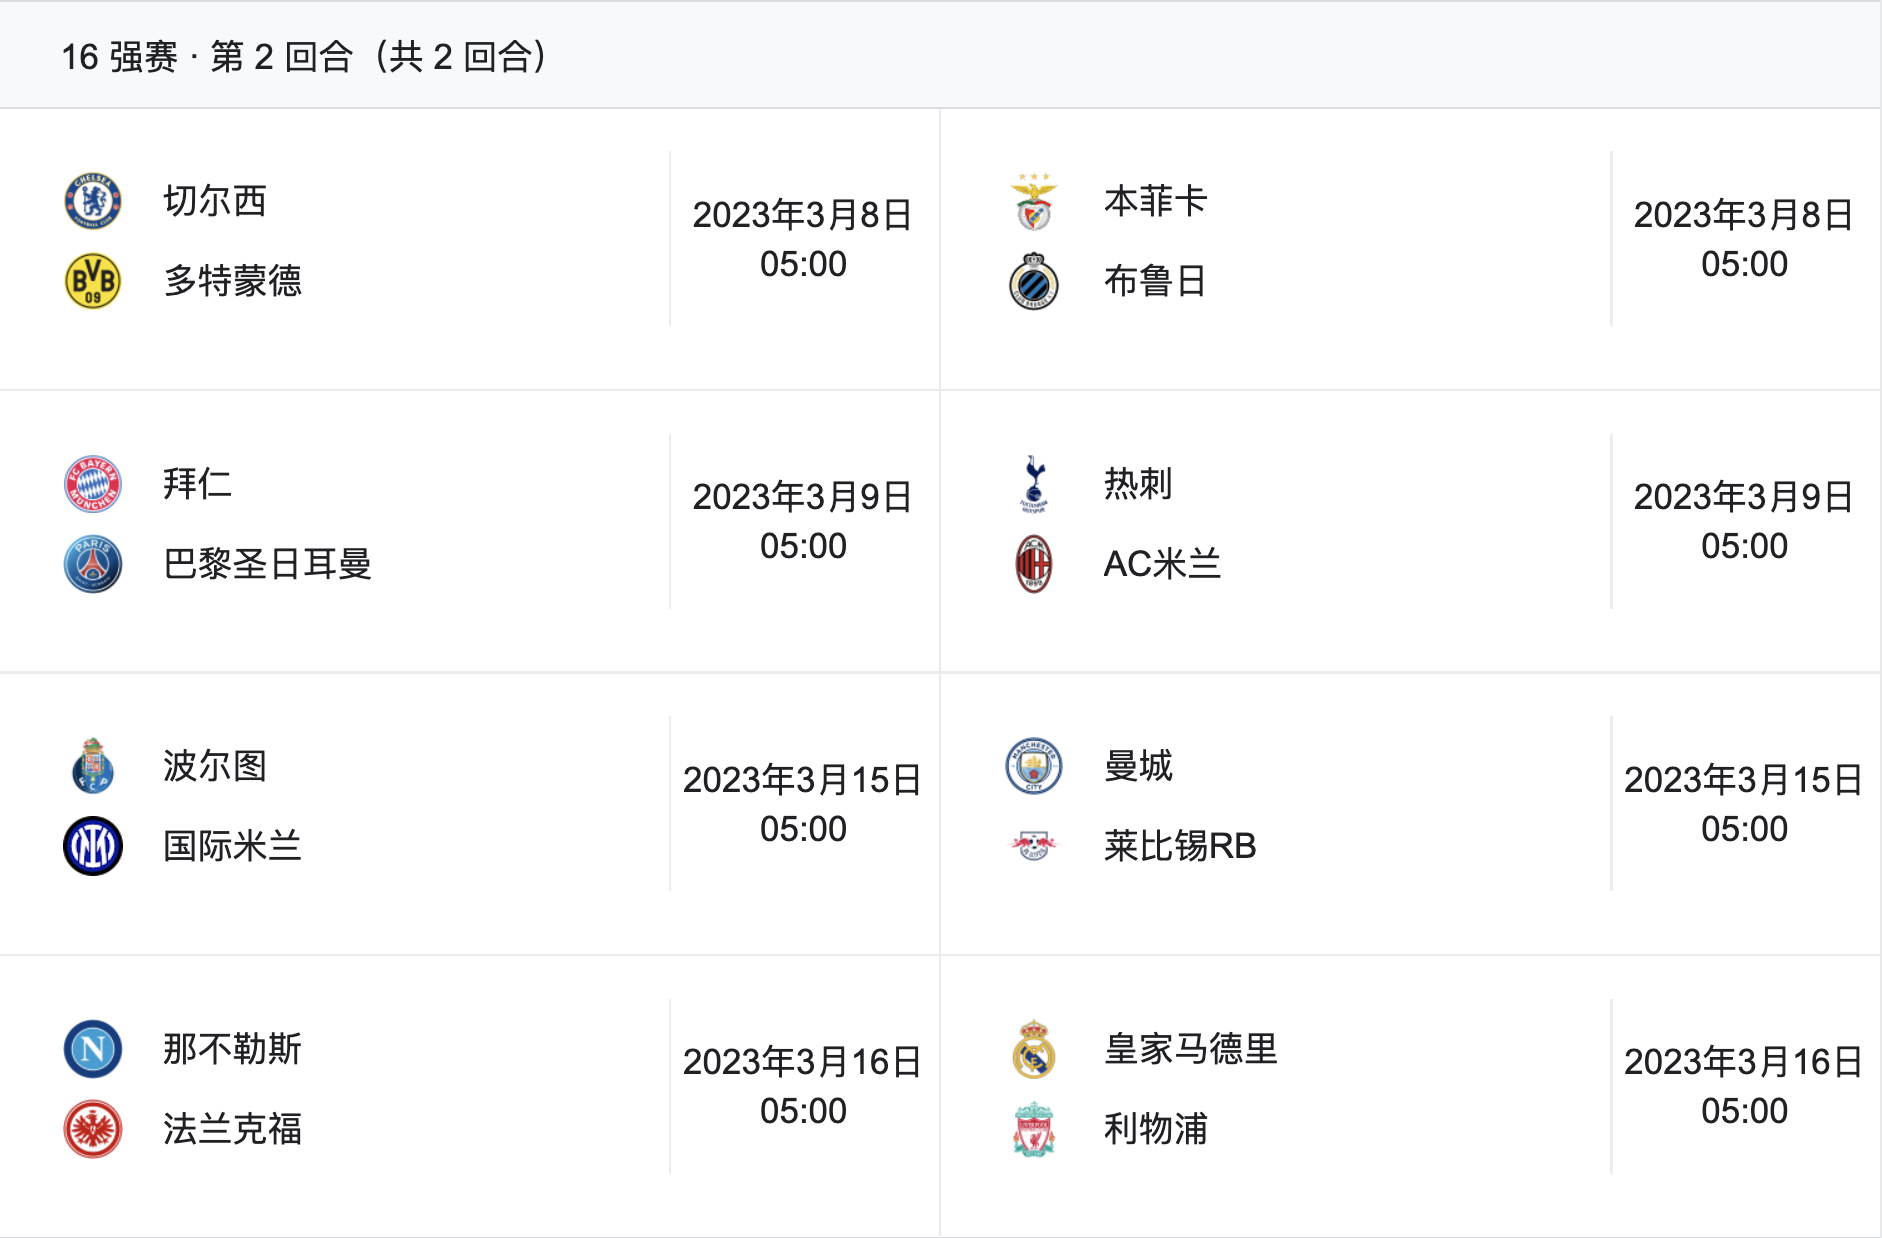 16 强赛 · 第 2 回合（共 2 回合）
切尔西
多特蒙德
2023年3月8日
05:00
本菲卡
布鲁日
2023年3月8日
05:00
拜仁
巴黎圣日耳曼
2023年3月9日
05:00
热刺
AC米兰
2023年3月9日
05:00
波尔图
国际米兰
2023年3月15日
05:00
曼城
莱比锡RB
2023年3月15日
05:00
那不勒斯
法兰克福
2023年3月16日
05:00
皇家马德里
利物浦
2023年3月16日
05:00